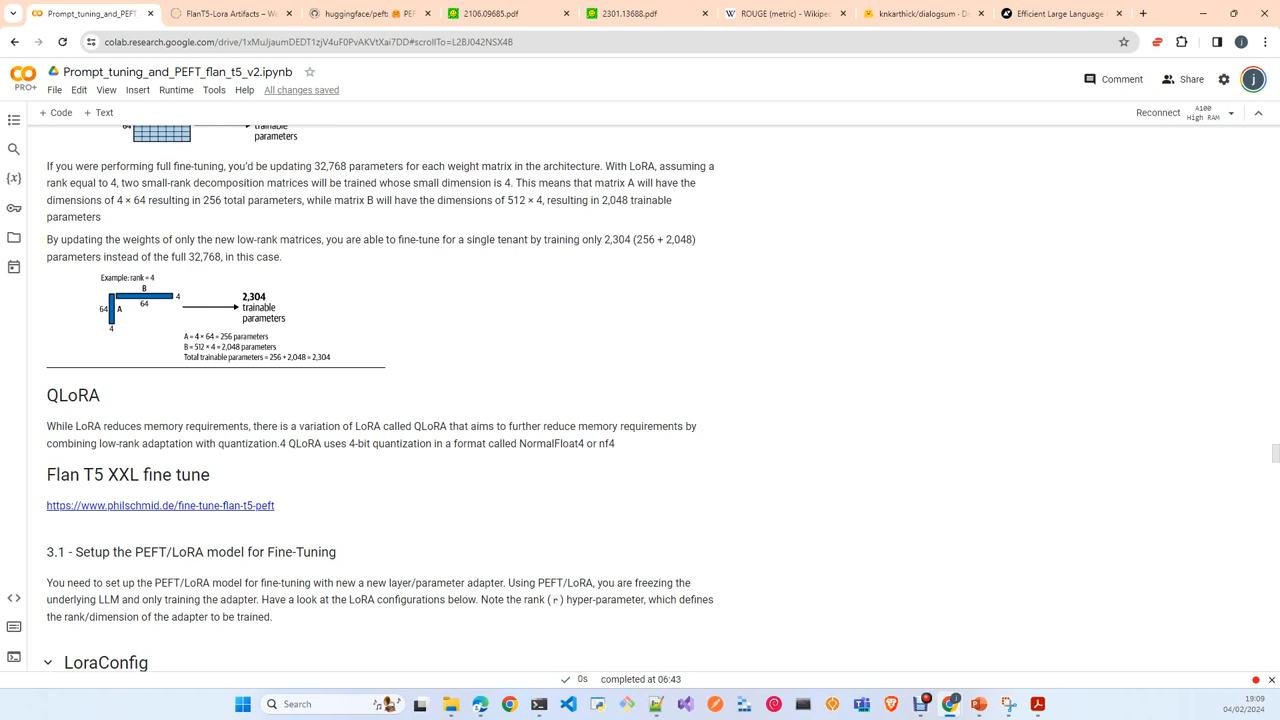 Prompt_tuning_and_PEFT_flan_t5
FlanT5-Lora Artifacts – W
huggingface/peft: 🤗 PEF
2106.09685.pdf
2301.13688.pdf
ROUGE (metric) - Wikiped
knkarthick/dialogsum · D
Efficient Large Language
colab.research.google.com/drive/1xMuJjaumDEDT1zjV4uF0PvAKVtXai7DD#scrollTo=L2BJ042NSX4B
PRO+
Prompt_tuning_and_PEFT_flan_t5_v2.ipynb
File Edit View Insert Runtime Tools Help All changes saved
Comment
Share
j
+ Code + Text
Reconnect
A100
High RAM
64
trainable
parameters
If you were performing full fine-tuning, you'd be updating 32,768 parameters for each weight matrix in the architecture. With LoRA, assuming a
rank equal to 4, two small-rank decomposition matrices will be trained whose small dimension is 4. This means that matrix A will have the
dimensions of 4 × 64 resulting in 256 total parameters, while matrix B will have the dimensions of 512 × 4, resulting in 2,048 trainable
parameters
By updating the weights of only the new low-rank matrices, you are able to fine-tune for a single tenant by training only 2,304 (256 + 2,048)
parameters instead of the full 32,768, in this case.
Example: rank = 4
B
4
64
64
A
4
2,304
trainable
parameters
A = 4 × 64 = 256 parameters
B = 512 × 4 = 2,048 parameters
Total trainable parameters = 256 + 2,048 = 2,304
QLoRA
While LoRA reduces memory requirements, there is a variation of LoRA called QLoRA that aims to further reduce memory requirements by
combining low-rank adaptation with quantization.4 QLoRA uses 4-bit quantization in a format called NormalFloat4 or nf4
Flan T5 XXL fine tune
https://www.philschmid.de/fine-tune-flan-t5-peft
3.1 - Setup the PEFT/LoRA model for Fine-Tuning
You need to set up the PEFT/LoRA model for fine-tuning with new a new layer/parameter adapter. Using PEFT/LoRA, you are freezing the
underlying LLM and only training the adapter. Have a look at the LoRA configurations below. Note the rank (r) hyper-parameter, which defines
the rank/dimension of the adapter to be trained.
LoraConfig
0s completed at 06:43
Search
19:09
04/02/2024